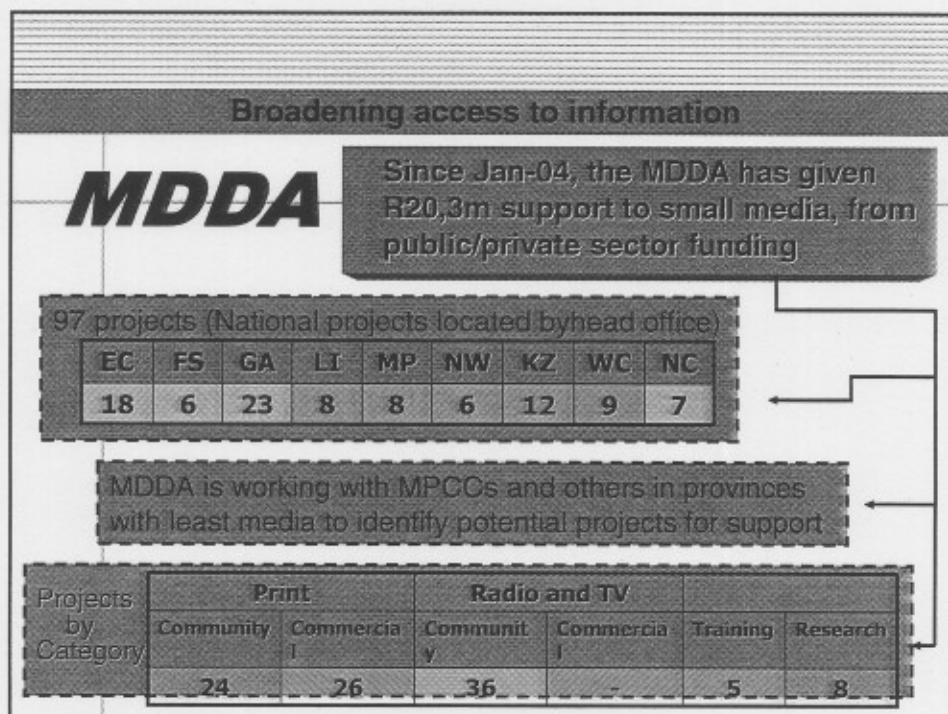 Broadening access to information
MDDA
Since Jan-04, the MDDA has given
R20,3m support to small media, from
public/private sector funding
97 projects (National projects located byhead office)
EC FS GA LI MP NW KZ WC NC
18 6 23 8 8 6 12 9 7
MDDA is working with MPCCs and others in provinces
with least media to identify potential projects for support
Projects
by
Category
Print Radio and TV
Community Commercia Communit Commercia Training Research
l y l
24 26 36 - 5 8